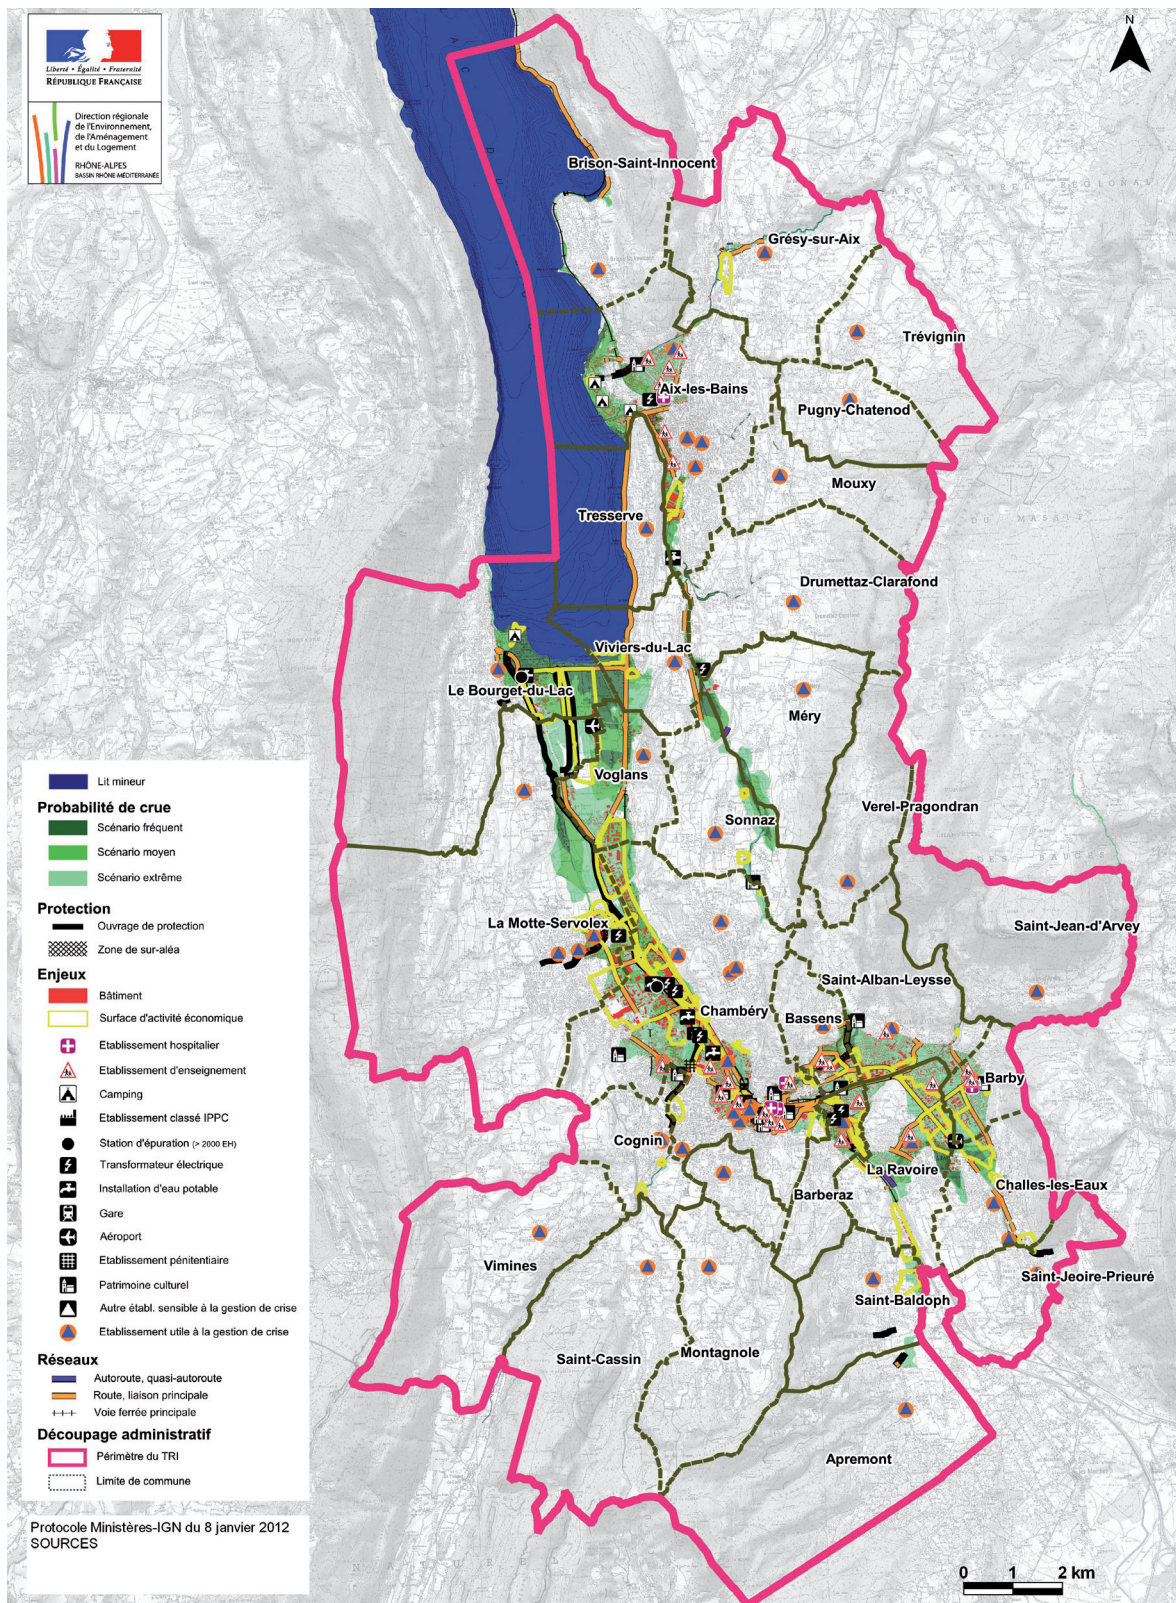 Liberté • Égalité • Fraternité
RÉPUBLIQUE FRANÇAISE
Direction régionale
de l'Environnement,
de l'Aménagement
et du Logement
RHÔNE-ALPES
BASSIN RHÔNE-MÉDITERRANÉE
N
Brison-Saint-Innocent
Grésy-sur-Aix
Trévignin
Aix-les-Bains
Pugny-Chatenod
Mouxy
Tresserve
Drumettaz-Clarafond
Viviers-du-Lac
Le Bourget-du-Lac
Méry
Voglans
Verel-Pragondran
Sonnaz
La Motte-Servolex
Saint-Jean-d'Arvey
Saint-Alban-Leysse
Chambéry
Bassens
Barby
Cognin
La Ravoire
Challes-les-Eaux
Barberaz
Vimines
Saint-Jeoire-Prieuré
Saint-Baldoph
Saint-Cassin
Montagnole
Apremont
Lit mineur
Probabilité de crue
Scénario fréquent
Scénario moyen
Scénario extrême
Protection
Ouvrage de protection
Zone de sur-aléa
Enjeux
Bâtiment
Surface d'activité économique
Etablissement hospitalier
Etablissement d'enseignement
Camping
Etablissement classé IPPC
Station d'épuration (> 2000 EH)
Transformateur électrique
Installation d'eau potable
Gare
Aéroport
Etablissement pénitentiaire
Patrimoine culturel
Autre établ. sensible à la gestion de crise
Etablissement utile à la gestion de crise
Réseaux
Autoroute, quasi-autoroute
Route, liaison principale
Voie ferrée principale
Découpage administratif
Périmètre du TRI
Limite de commune
Protocole Ministères-IGN du 8 janvier 2012
SOURCES
0 1 2 km